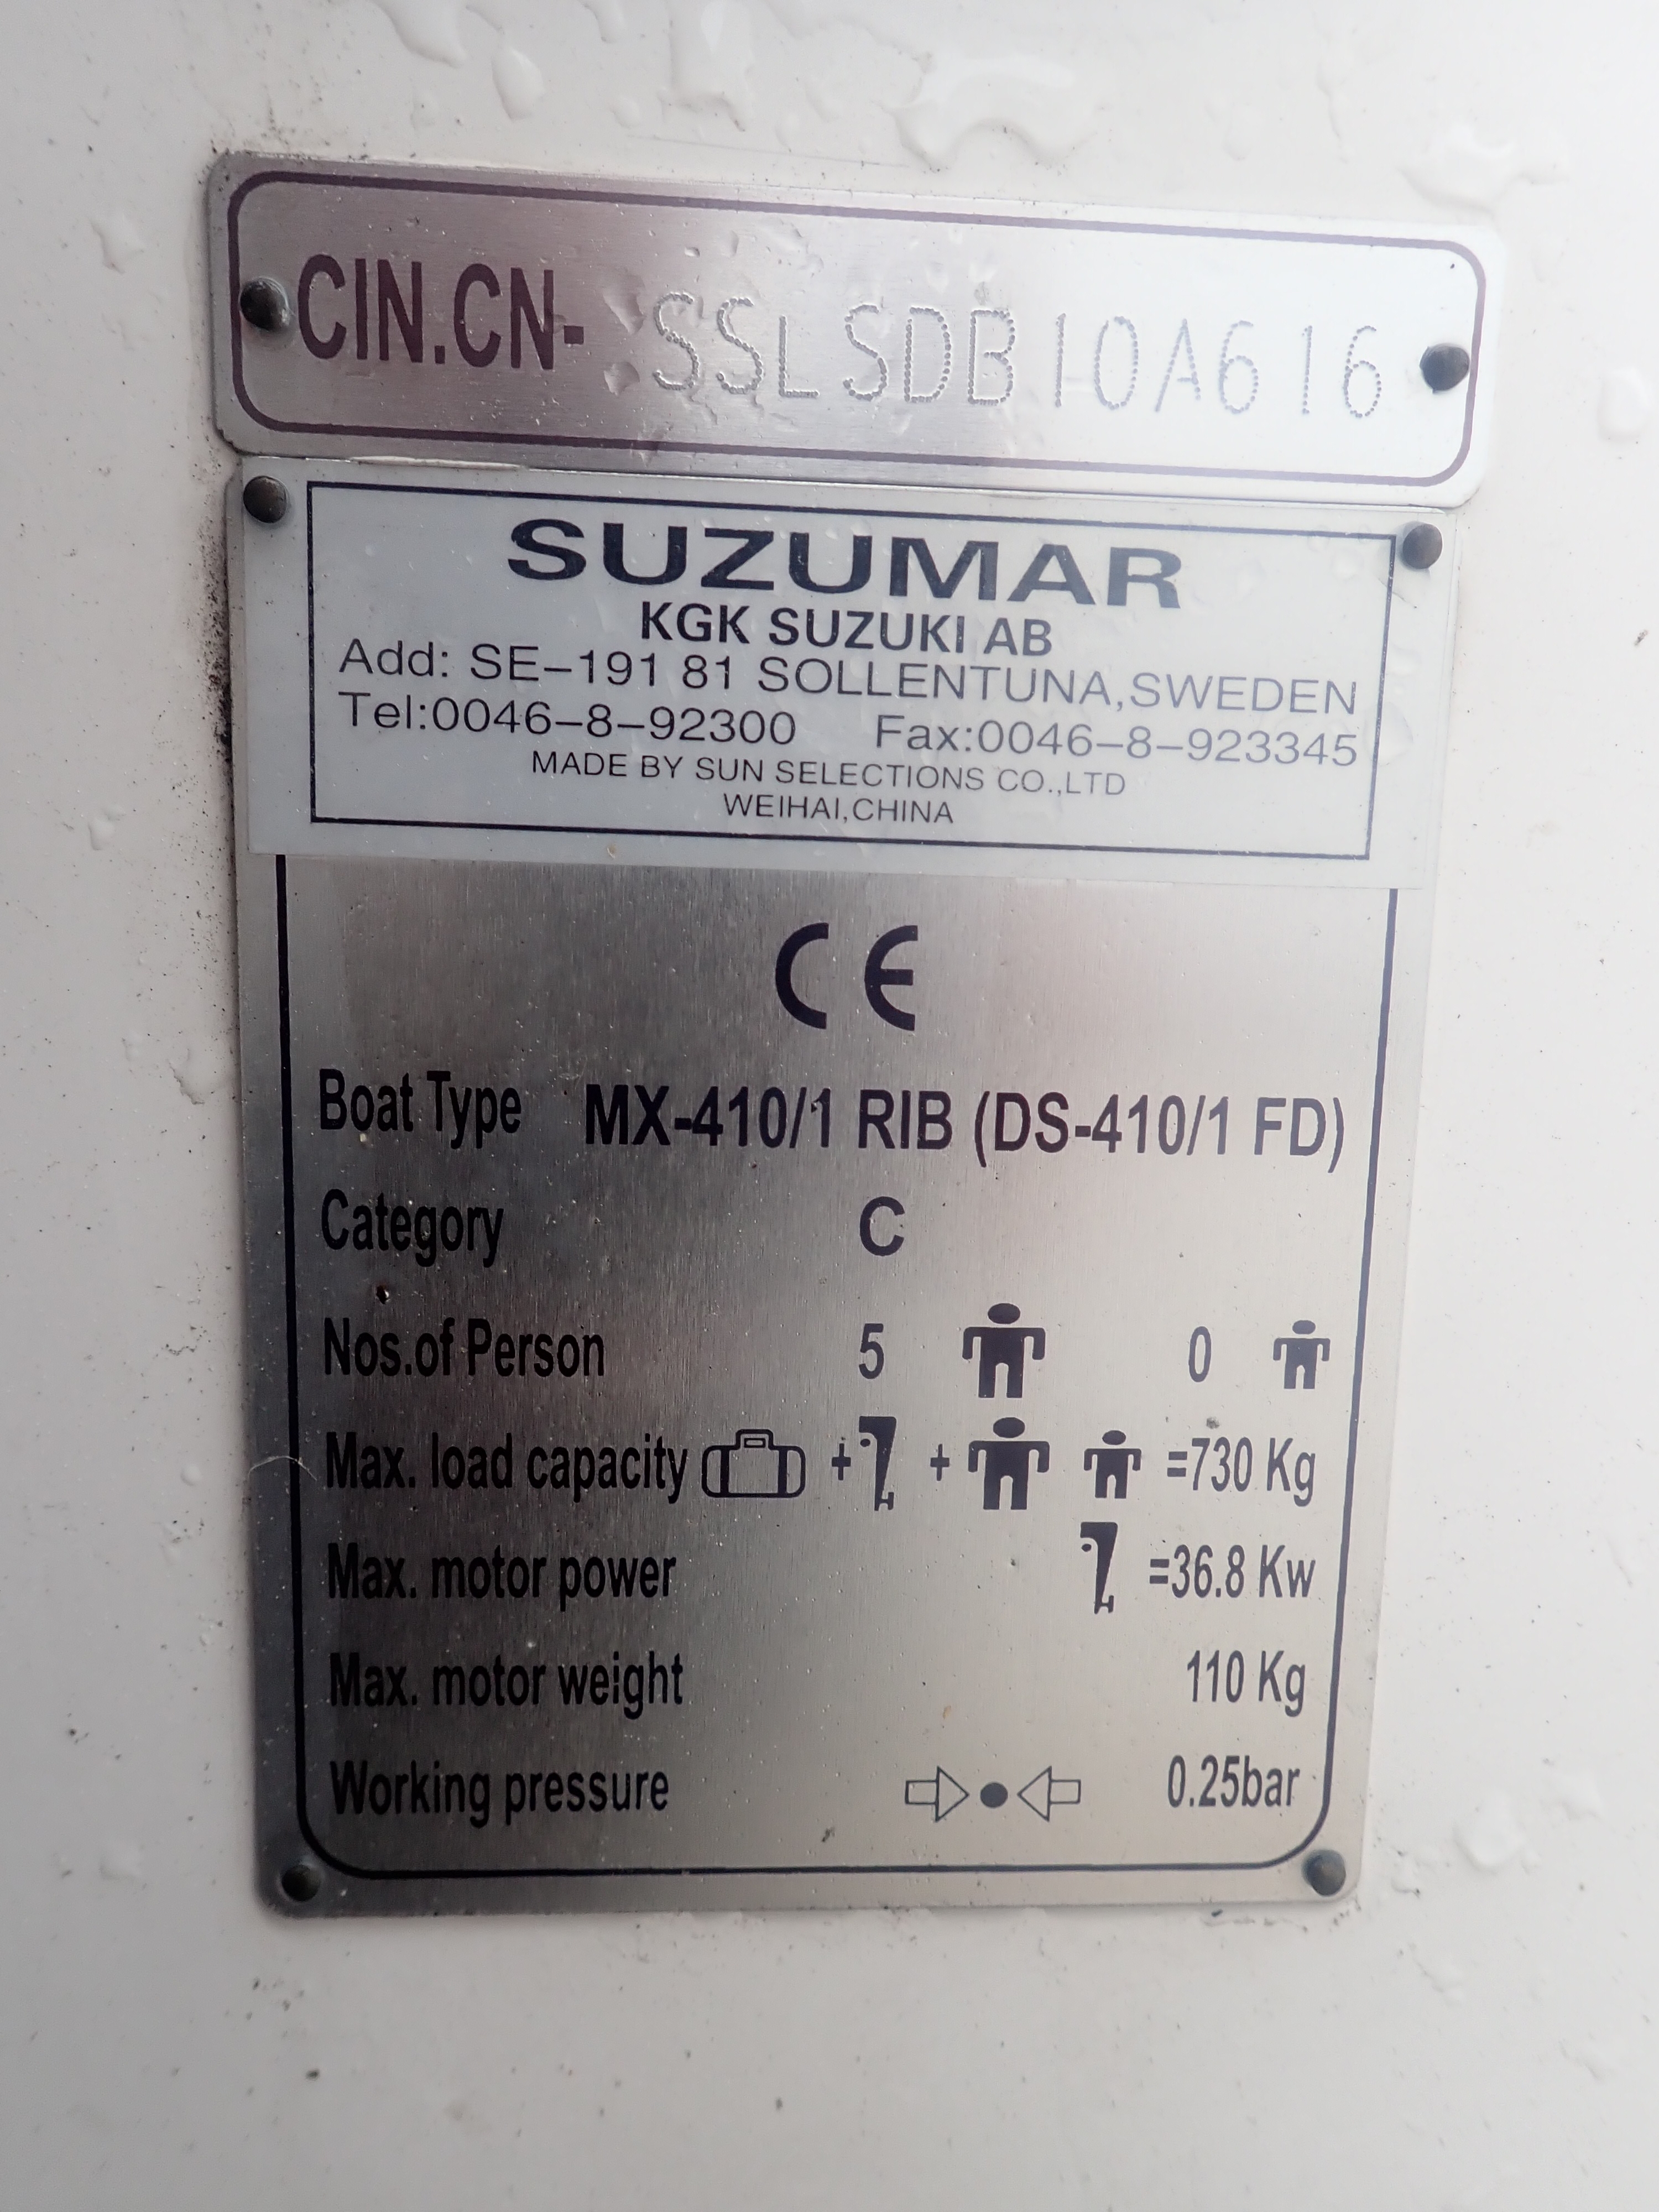 CIN.CN- SSLSDB10A616
SUZUMAR
KGK SUZUKI AB
Add: SE-191 81 SOLLENTUNA,SWEDEN
Tel:0046-8-92300 Fax:0046-8-923345
MADE BY SUN SELECTIONS CO.,LTD
WEIHAI,CHINA
CE
Boat Type MX-410/1 RIB (DS-410/1 FD)
Category C
Nos.of Person 5 0
Max. load capacity + + =730 Kg
Max. motor power =36.8 Kw
Max. motor weight 110 Kg
Working pressure 0.25bar